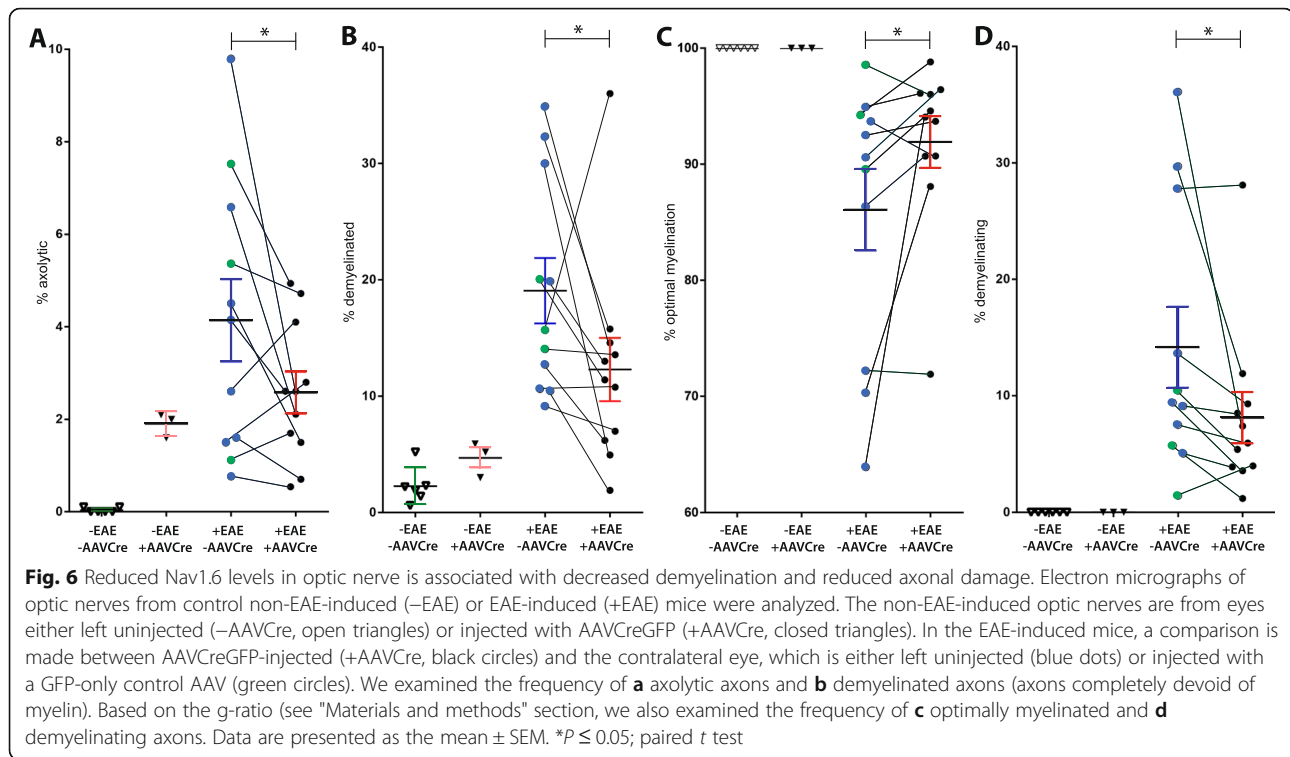 A
B
C
D
*
*
*
*
% axolytic
10
8
6
4
2
0
-EAE
-AAVCre
-EAE
+AAVCre
+EAE
-AAVCre
+EAE
+AAVCre
% demyelinated
40
30
20
10
0
-EAE
-AAVCre
-EAE
+AAVCre
+EAE
-AAVCre
+EAE
+AAVCre
% optimal myelination
100
90
80
70
60
-EAE
-AAVCre
-EAE
+AAVCre
+EAE
-AAVCre
+EAE
+AAVCre
% demyelinating
40
30
20
10
0
-EAE
-AAVCre
-EAE
+AAVCre
+EAE
-AAVCre
+EAE
+AAVCre
Fig. 6 Reduced Nav1.6 levels in optic nerve is associated with decreased demyelination and reduced axonal damage. Electron micrographs of
optic nerves from control non-EAE-induced (−EAE) or EAE-induced (+EAE) mice were analyzed. The non-EAE-induced optic nerves are from eyes
either left uninjected (−AAVCre, open triangles) or injected with AAVCreGFP (+AAVCre, closed triangles). In the EAE-induced mice, a comparison is
made between AAVCreGFP-injected (+AAVCre, black circles) and the contralateral eye, which is either left uninjected (blue dots) or injected with
a GFP-only control AAV (green circles). We examined the frequency of a axolytic axons and b demyelinated axons (axons completely devoid of
myelin). Based on the g-ratio (see "Materials and methods" section, we also examined the frequency of c optimally myelinated and d
demyelinating axons. Data are presented as the mean ± SEM. *P ≤ 0.05; paired t test